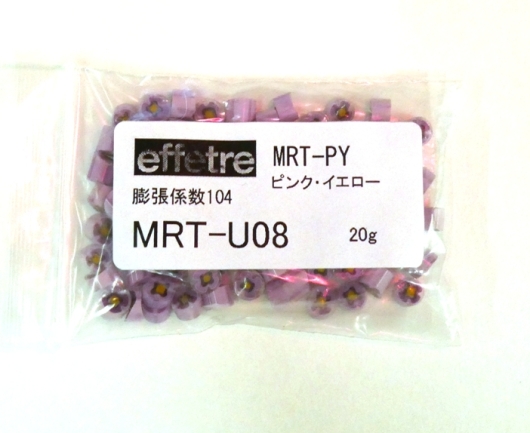 effetre
MRT-PY
ピンク・イエロー
膨張係数104
MRT-U08
20g